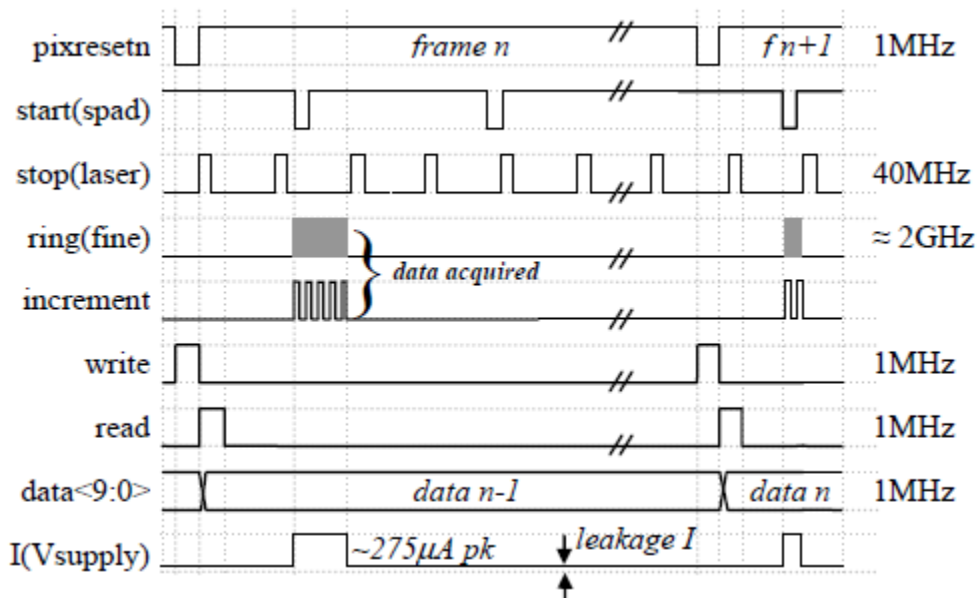 pixresetn frame n f n+1 1MHz
start(spad)
stop(laser) 40MHz
ring(fine) ≈ 2GHz
data acquired
increment
write 1MHz
read 1MHz
data<9:0> data n-1 data n 1MHz
I(Vsupply) ~275µA pk leakage I